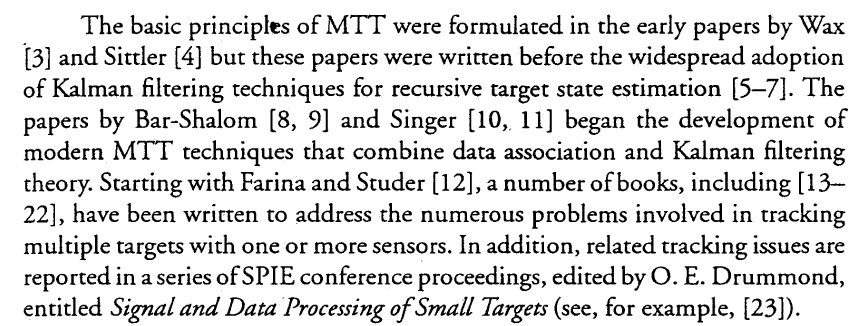 The basic principles of MTT were formulated in the early papers by Wax
[3] and Sittler [4] but these papers were written before the widespread adoption
of Kalman filtering techniques for recursive target state estimation [5–7]. The
papers by Bar-Shalom [8, 9] and Singer [10, 11] began the development of
modern MTT techniques that combine data association and Kalman filtering
theory. Starting with Farina and Studer [12], a number of books, including [13–
22], have been written to address the numerous problems involved in tracking
multiple targets with one or more sensors. In addition, related tracking issues are
reported in a series of SPIE conference proceedings, edited by O. E. Drummond,
entitled Signal and Data Processing of Small Targets (see, for example, [23]).